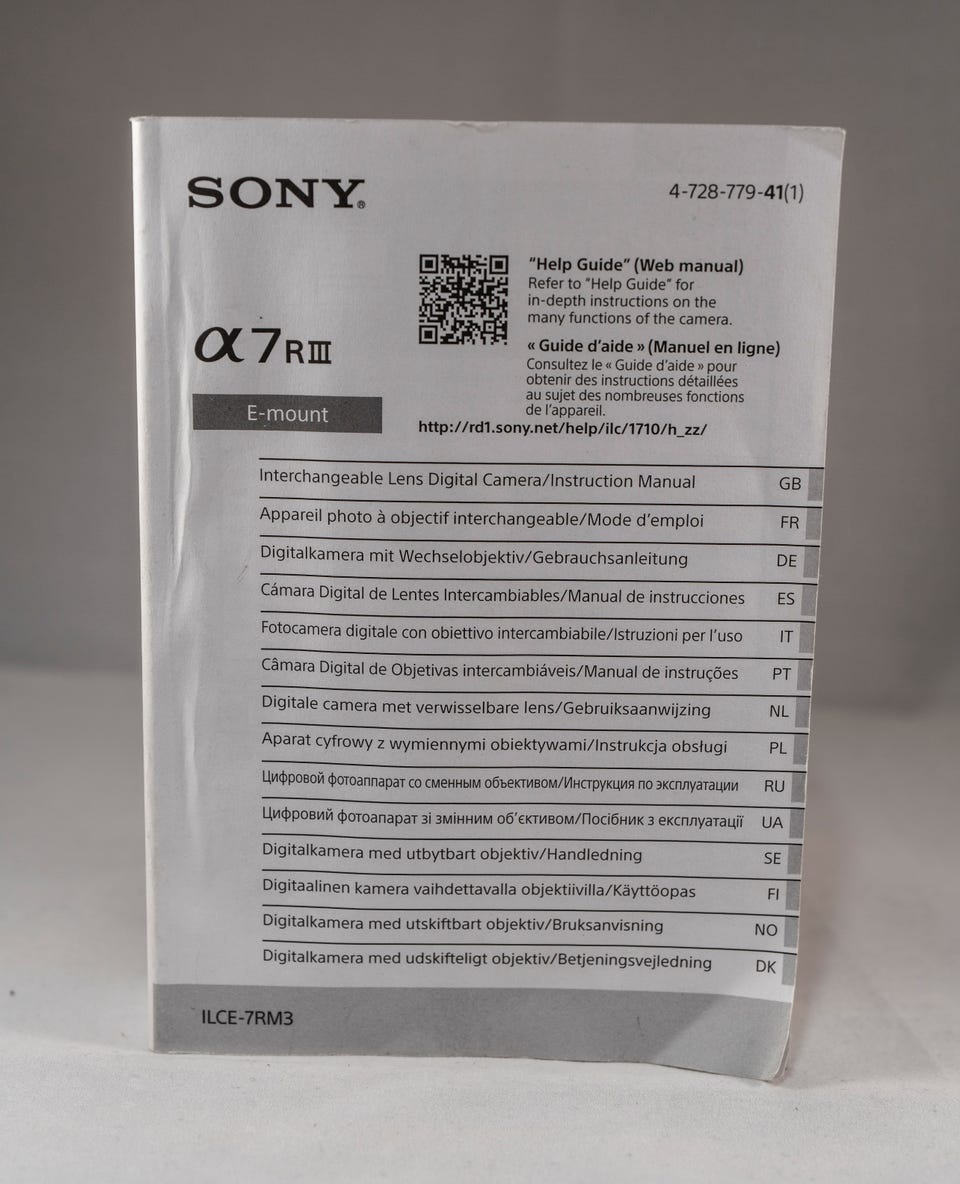 SONY®
4-728-779-41(1)
"Help Guide" (Web manual)
Refer to "Help Guide" for
in-depth instructions on the
many functions of the camera.
« Guide d'aide » (Manuel en ligne)
Consultez le « Guide d'aide » pour
obtenir des instructions détaillées
au sujet des nombreuses fonctions
de l'appareil.
http://rd1.sony.net/help/ilc/1710/h_zz/
α7RIII
E-mount
Interchangeable Lens Digital Camera/Instruction Manual GB
Appareil photo à objectif interchangeable/Mode d'emploi FR
Digitalkamera mit Wechselobjektiv/Gebrauchsanleitung DE
Cámara Digital de Lentes Intercambiables/Manual de instrucciones ES
Fotocamera digitale con obiettivo intercambiabile/Istruzioni per l'uso IT
Câmara Digital de Objetivas intercambiáveis/Manual de instruções PT
Digitale camera met verwisselbare lens/Gebruiksaanwijzing NL
Aparat cyfrowy z wymiennymi obiektywami/Instrukcja obsługi PL
Цифровой фотоаппарат со сменным объективом/Инструкция по эксплуатации RU
Цифровий фотоапарат зі змінним об'єктивом/Посібник з експлуатації UA
Digitalkamera med utbytbart objektiv/Handledning SE
Digitaalinen kamera vaihdettavalla objektiivilla/Käyttöopas FI
Digitalkamera med utskiftbart objektiv/Bruksanvisning NO
Digitalkamera med udskifteligt objektiv/Betjeningsvejledning DK
ILCE-7RM3